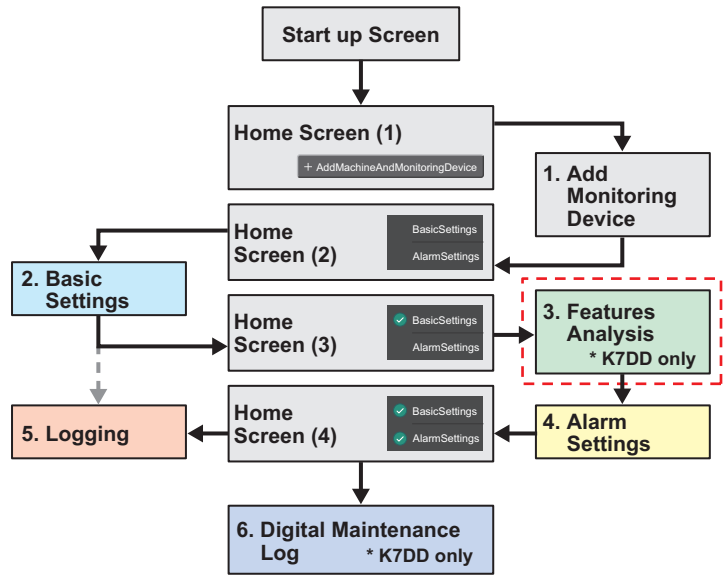 Start up Screen
Home Screen (1)
+ AddMachineAndMonitoringDevice
1. Add
Monitoring
Device
Home
Screen (2)
BasicSettings
AlarmSettings
2. Basic
Settings
Home
Screen (3)
BasicSettings
AlarmSettings
3. Features
Analysis
* K7DD only
Home
Screen (4)
BasicSettings
AlarmSettings
4. Alarm
Settings
5. Logging
6. Digital Maintenance
Log * K7DD only